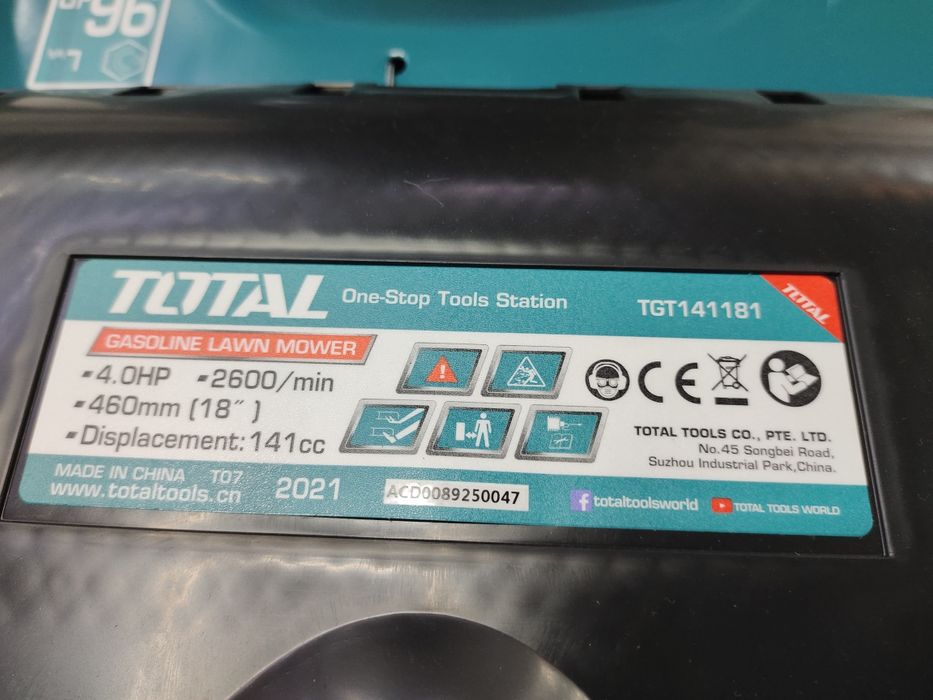 96
TOTAL One-Stop Tools Station TGT141181 TOTAL
GASOLINE LAWN MOWER
▪4.0HP ▪2600/min
▪460mm (18″ )
▪Displacement: 141cc
CE
TOTAL TOOLS CO., PTE. LTD.
No.45 Songbei Road,
Suzhou Industrial Park,China.
MADE IN CHINA T07
www.totaltools.cn 2021 ACD0089250047 f totaltoolsworld TOTAL TOOLS WORLD